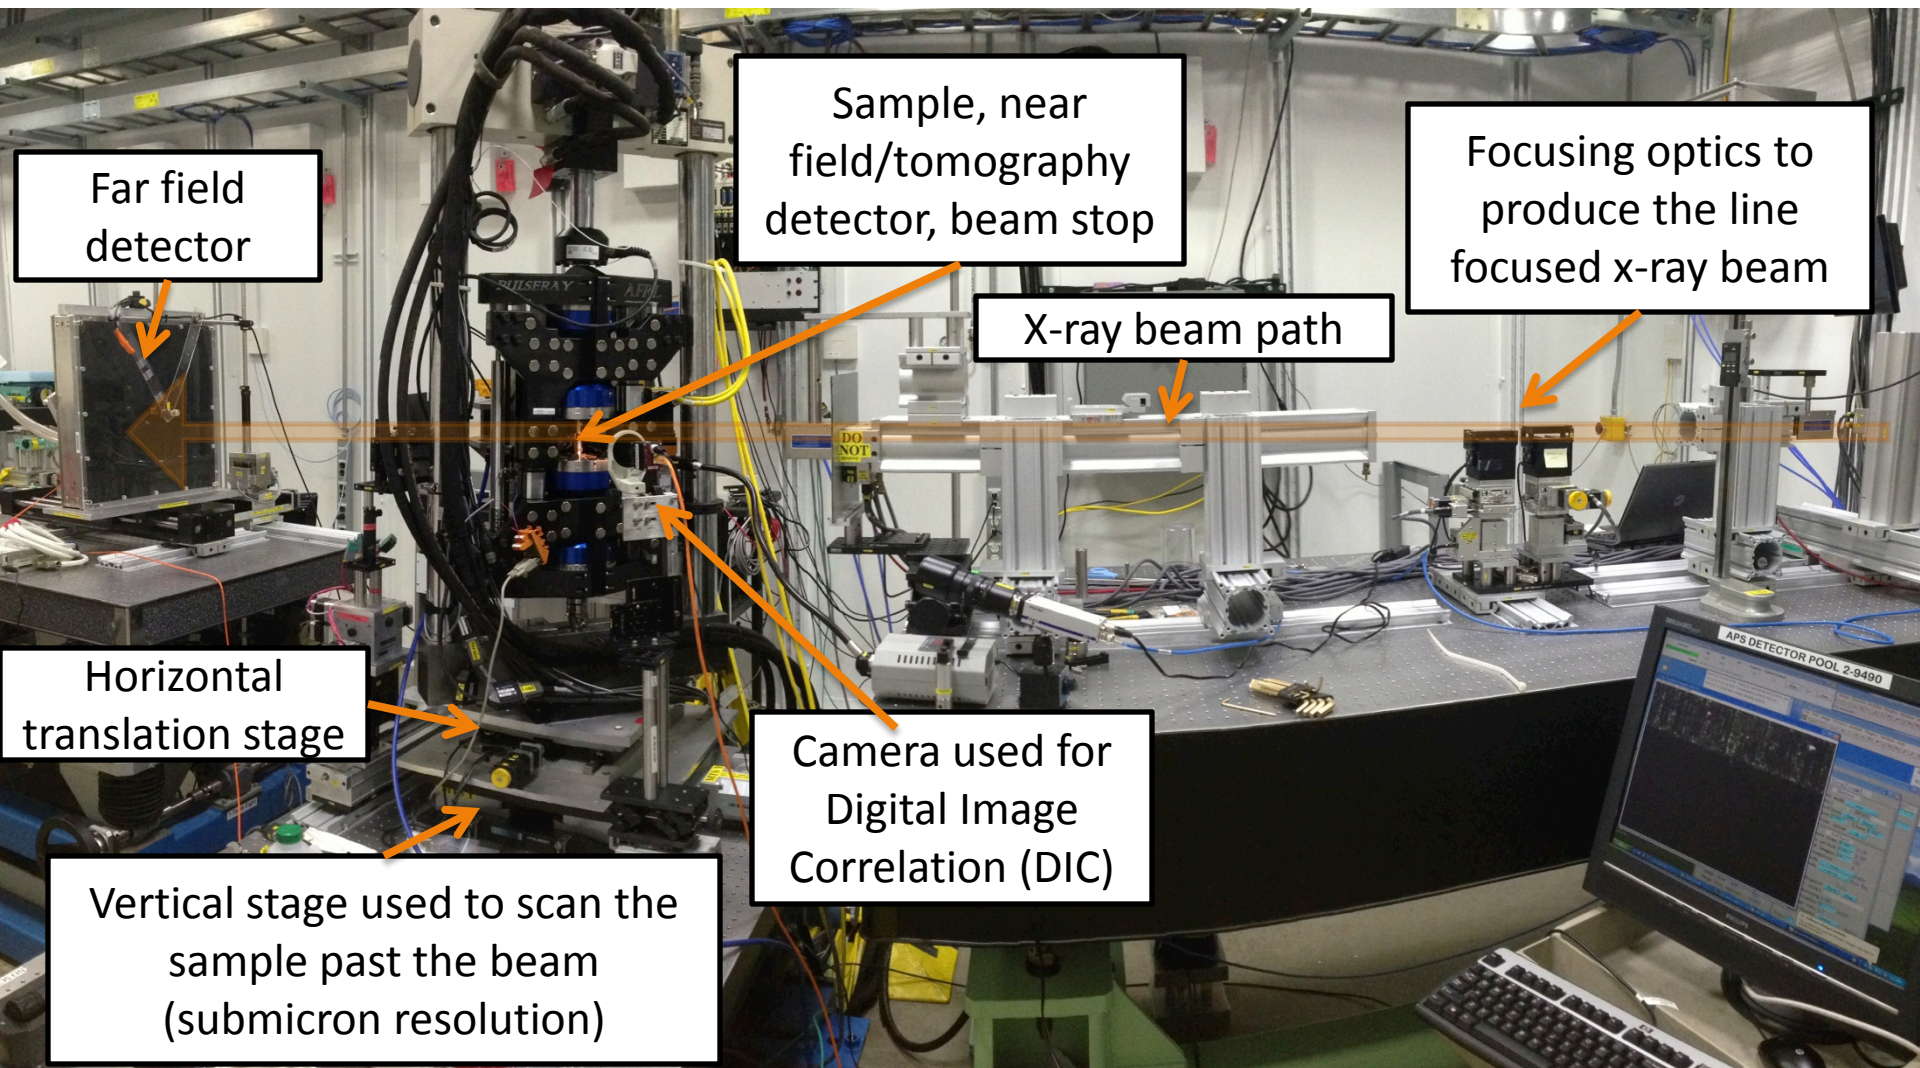 Far field
detector
Sample, near
field/tomography
detector, beam stop
Focusing optics to
produce the line
focused x-ray beam
X-ray beam path
PULSERAY AFRL
DO
NOT
Horizontal
translation stage
Camera used for
Digital Image
Correlation (DIC)
Vertical stage used to scan the
sample past the beam
(submicron resolution)
APS DETECTOR POOL 2-9490
PHILIPS